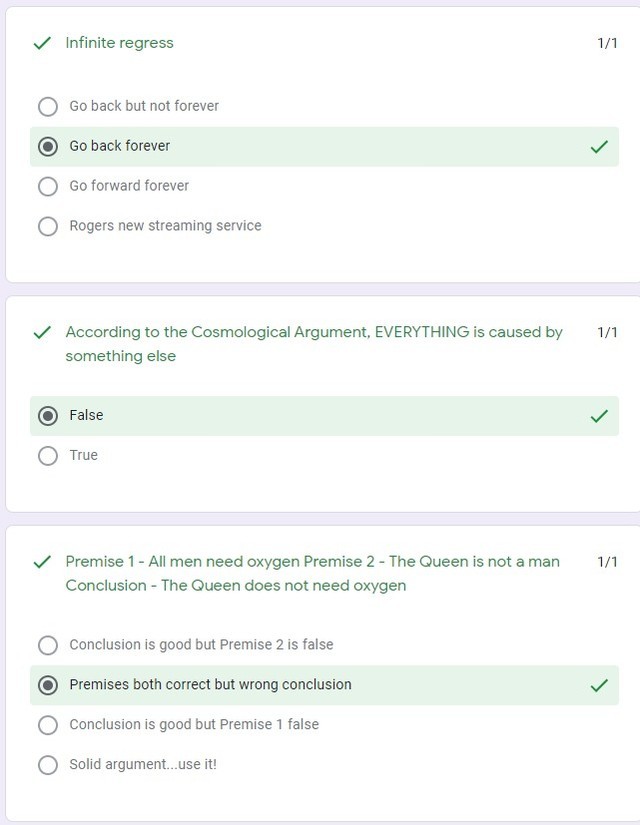 Infinite regress 1/1
Go back but not forever
Go back forever
Go forward forever
Rogers new streaming service
According to the Cosmological Argument, EVERYTHING is caused by 1/1
something else
False
True
Premise 1 - All men need oxygen Premise 2 - The Queen is not a man 1/1
Conclusion - The Queen does not need oxygen
Conclusion is good but Premise 2 is false
Premises both correct but wrong conclusion
Conclusion is good but Premise 1 false
Solid argument...use it!